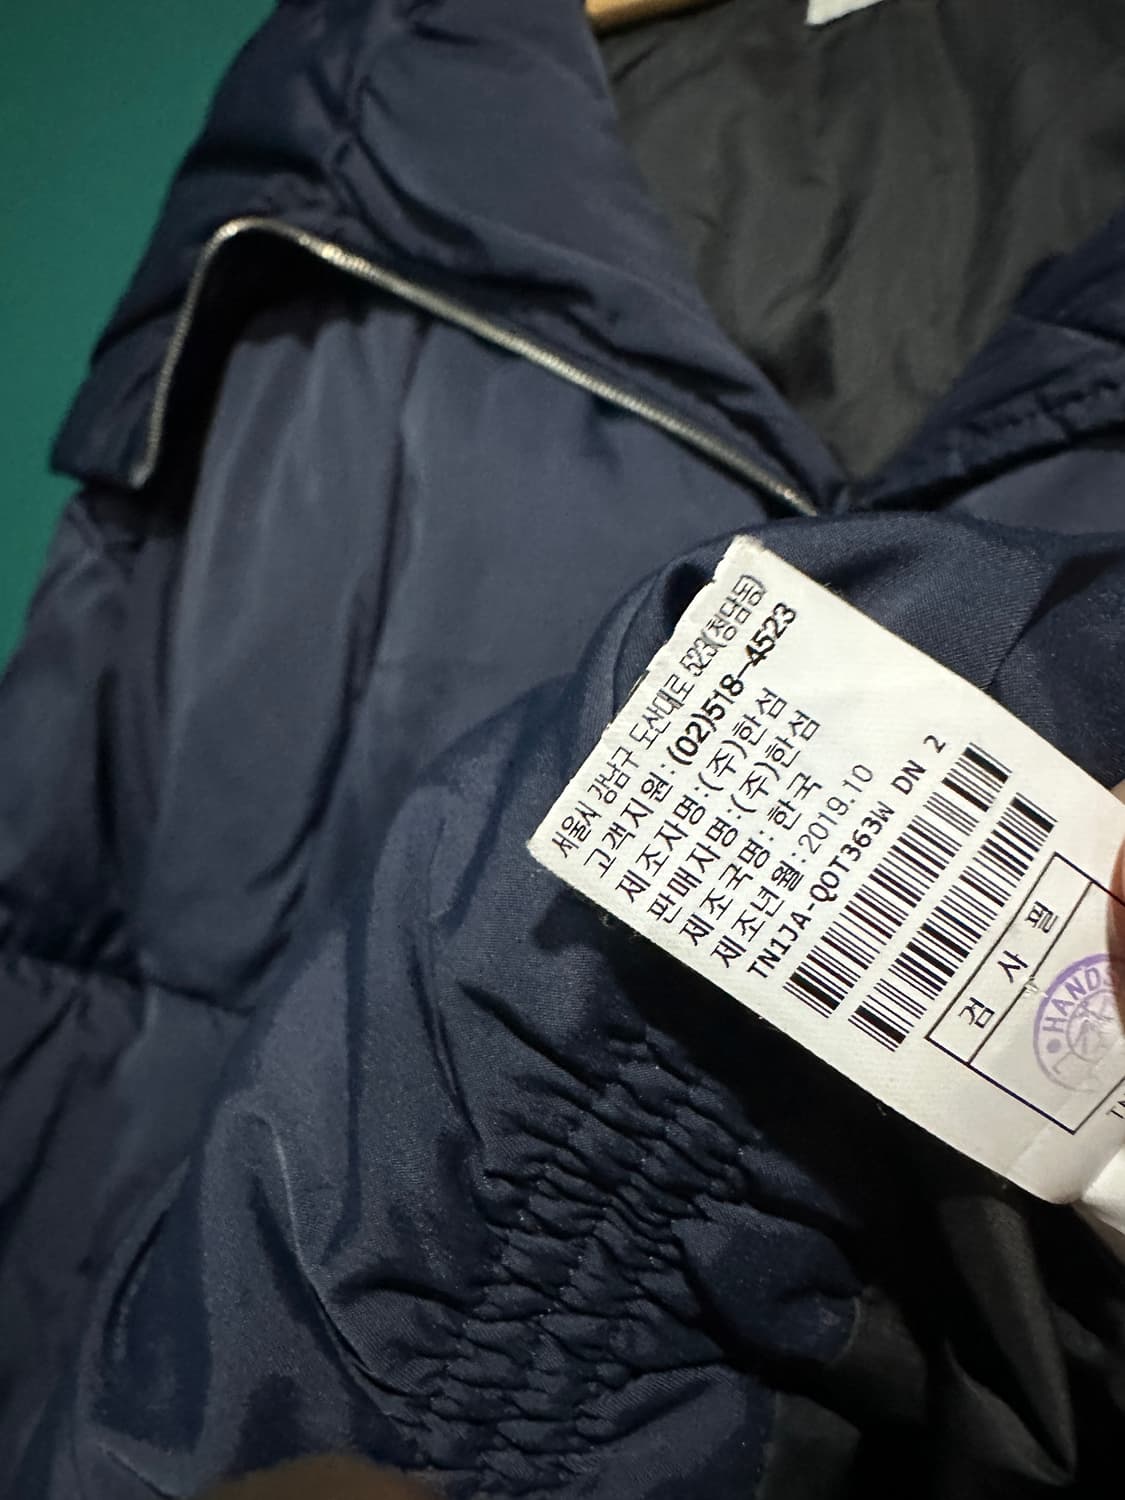 서울시 강남구 도산대로 523(청담동)
고객지원:(02)518-4523
제조자명:(주)한섬
판매자명:(주)한섬
제조국명:한국
제조년월:2019.10
TN1JA-QOT363W DN 2
검 사 필
HANDS
TN